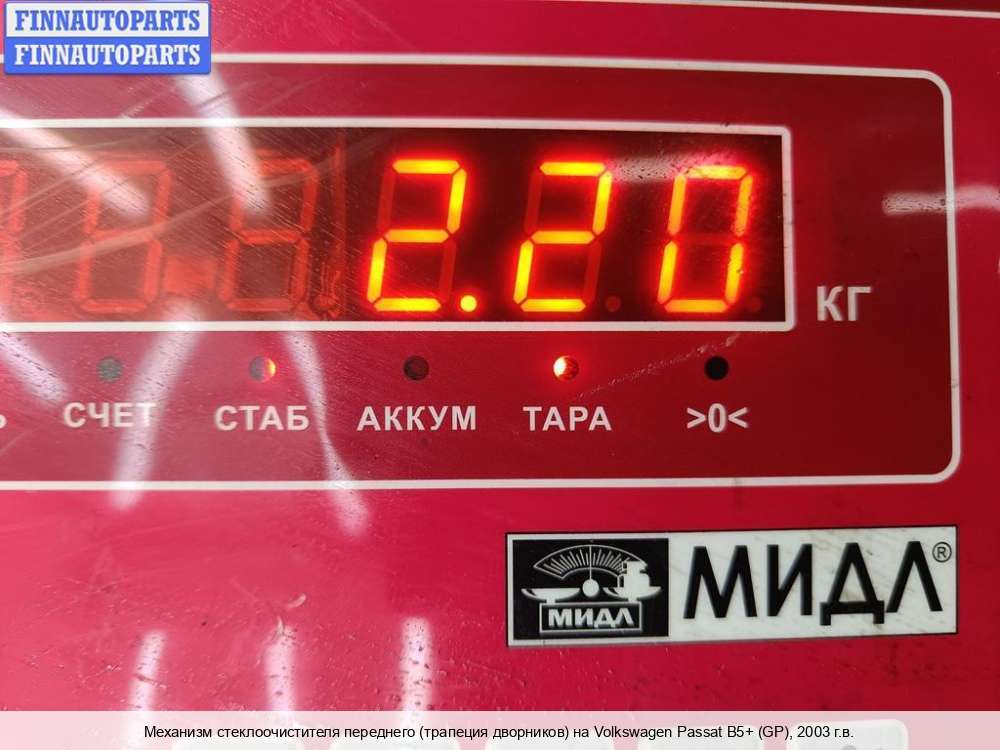 FINNAUTOPARTS
FINNAUTOPARTS
2.20
КГ
СЧЕТ СТАБ АККУМ ТАРА >0<
МИДЛ МИДЛ®
Механизм стеклоочистителя переднего (трапеция дворников) на Volkswagen Passat B5+ (GP), 2003 г.в.